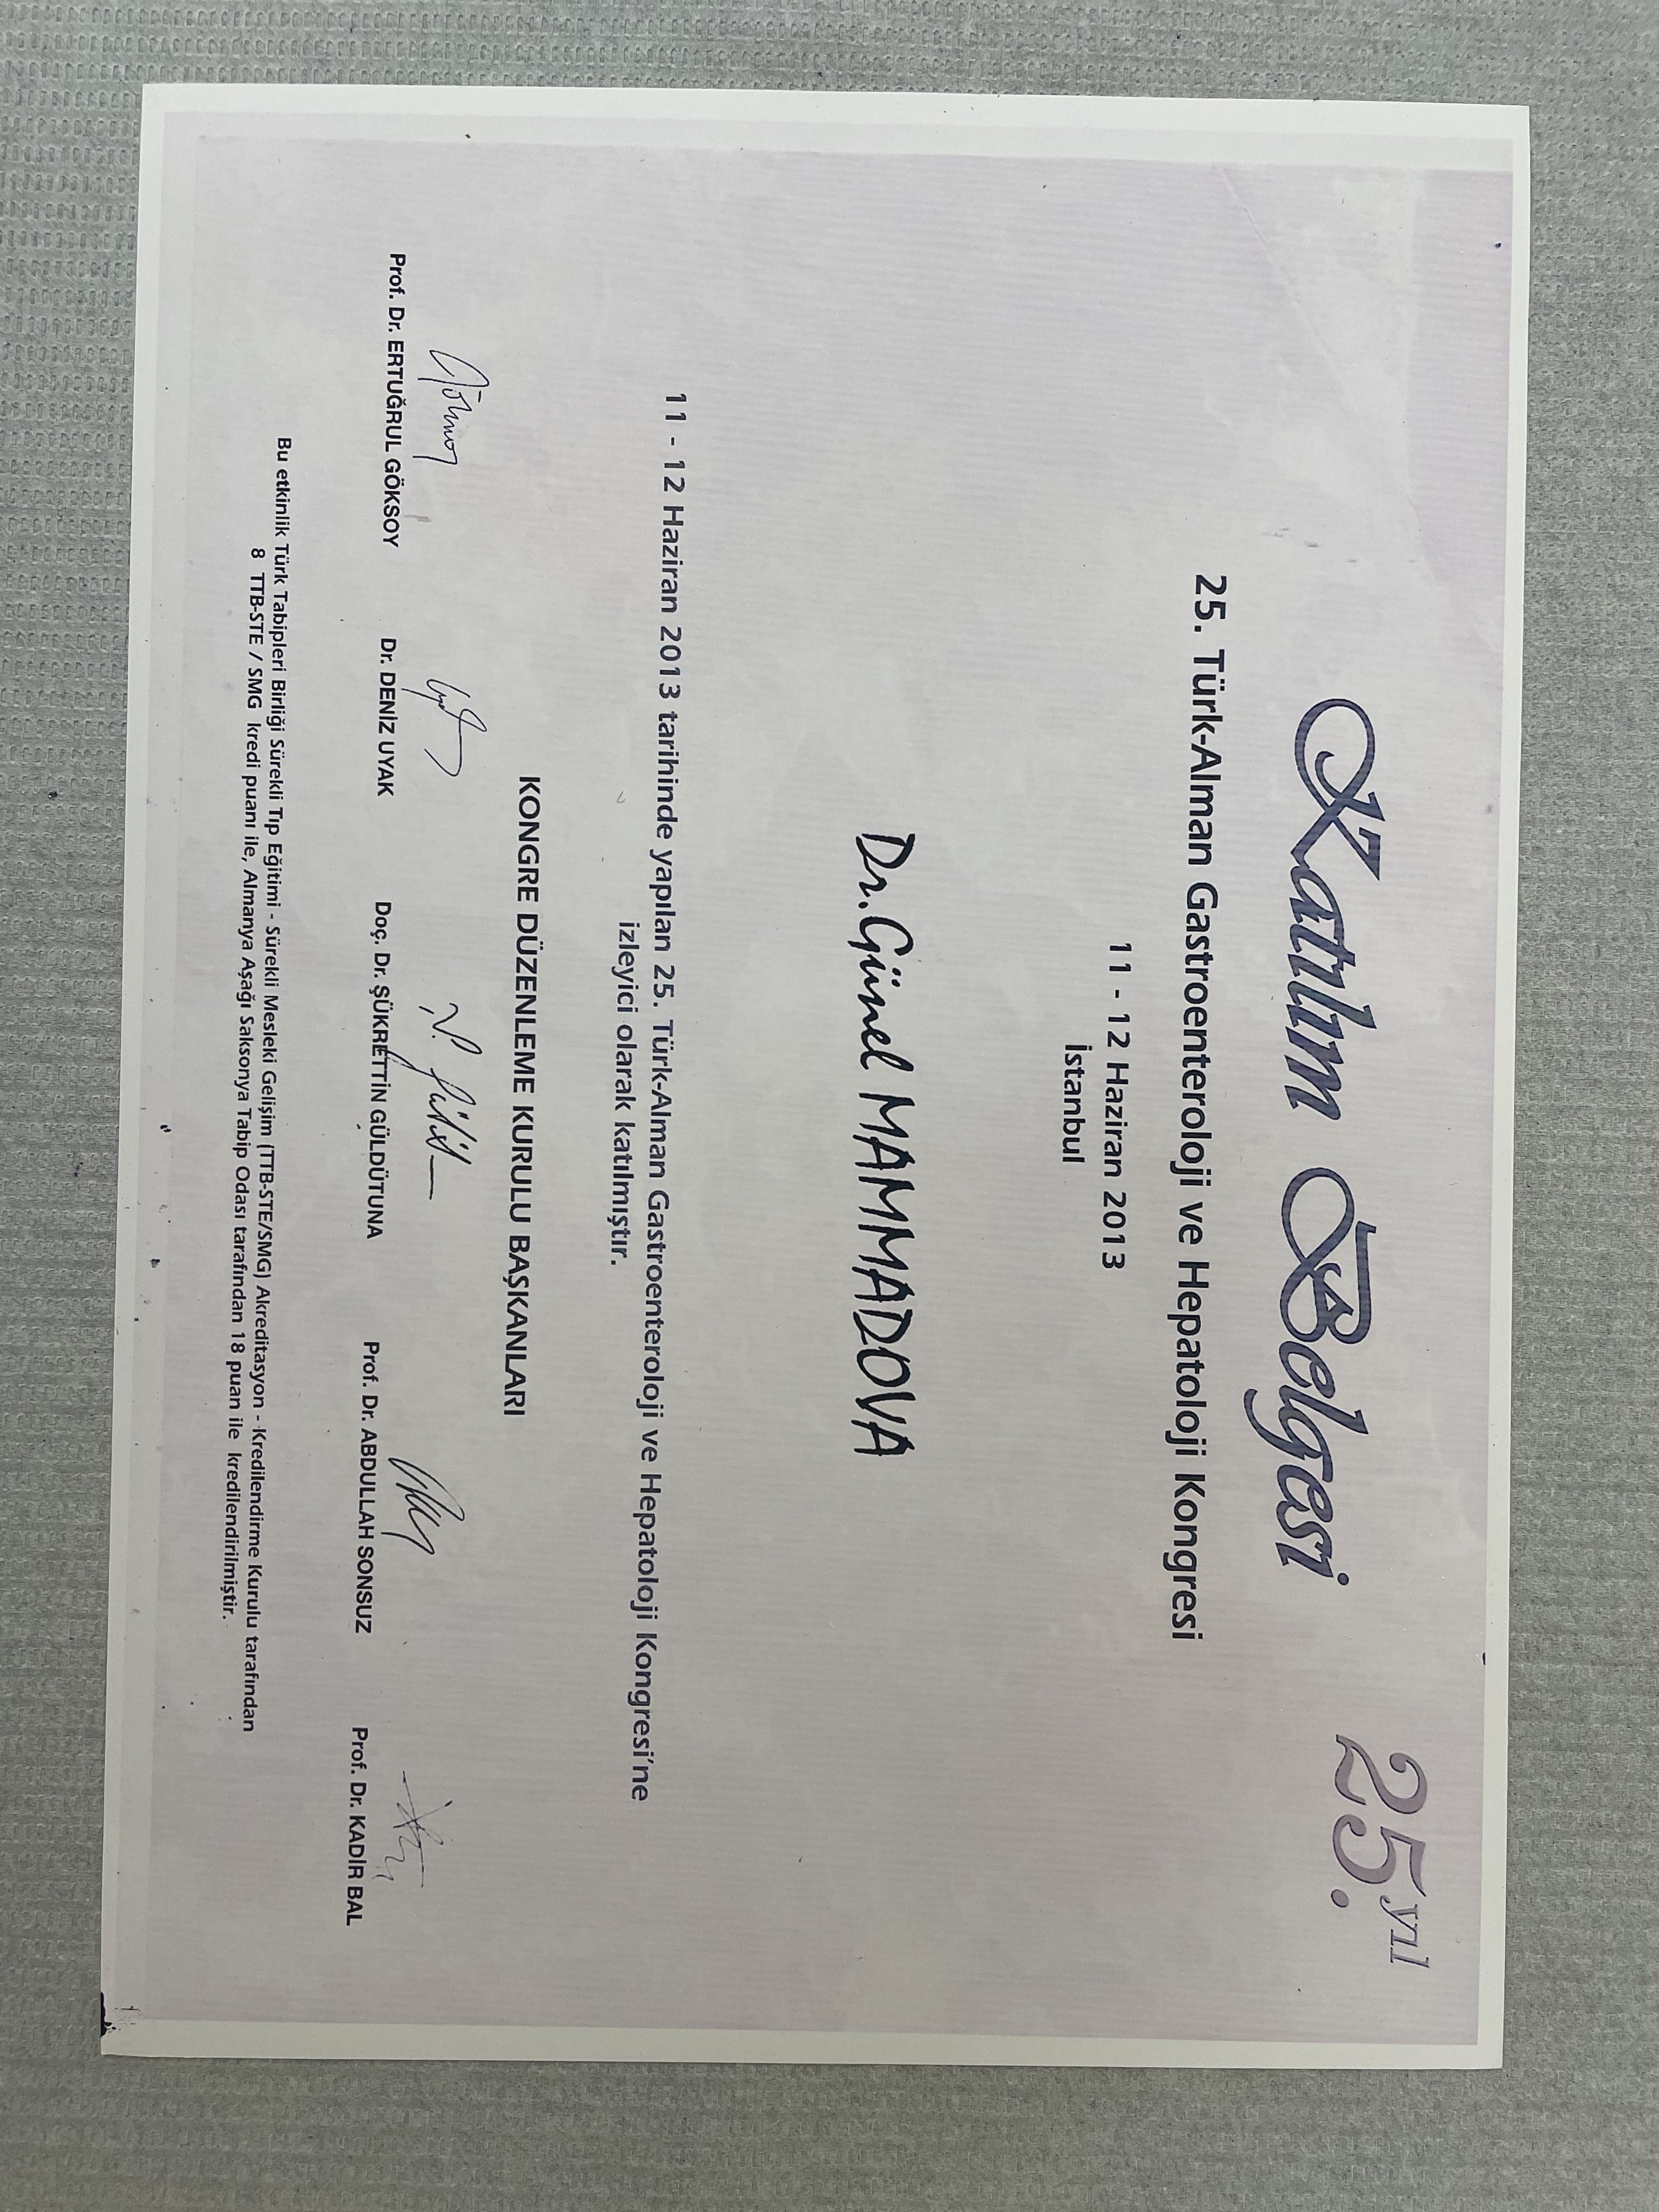 25. yıl
Katılım Belgesi
25. Türk-Alman Gastroenteroloji ve Hepatoloji Kongresi
11 - 12 Haziran 2013
İstanbul
Dr. Günel MAMMADOVA
11 - 12 Haziran 2013 tarihinde yapılan 25. Türk-Alman Gastroenteroloji ve Hepatoloji Kongresi'ne
izleyici olarak katılmıştır.
KONGRE DÜZENLEME KURULU BAŞKANLARI
Prof. Dr. ERTUĞRUL GÖKSOY Dr. DENİZ UYAK Doç. Dr. ŞÜKRETTİN GÜLDÜTUNA Prof. Dr. ABDULLAH SONSUZ Prof. Dr. KADİR BAL
Bu etkinlik Türk Tabipleri Birliği Sürekli Tıp Eğitimi - Sürekli Mesleki Gelişim (TTB-STE/SMG) Akreditasyon - Kredilendirme Kurulu tarafından
8 TTB-STE / SMG kredi puanı ile, Almanya Aşağı Saksonya Tabip Odası tarafından 18 puan ile kredilendirilmiştir.